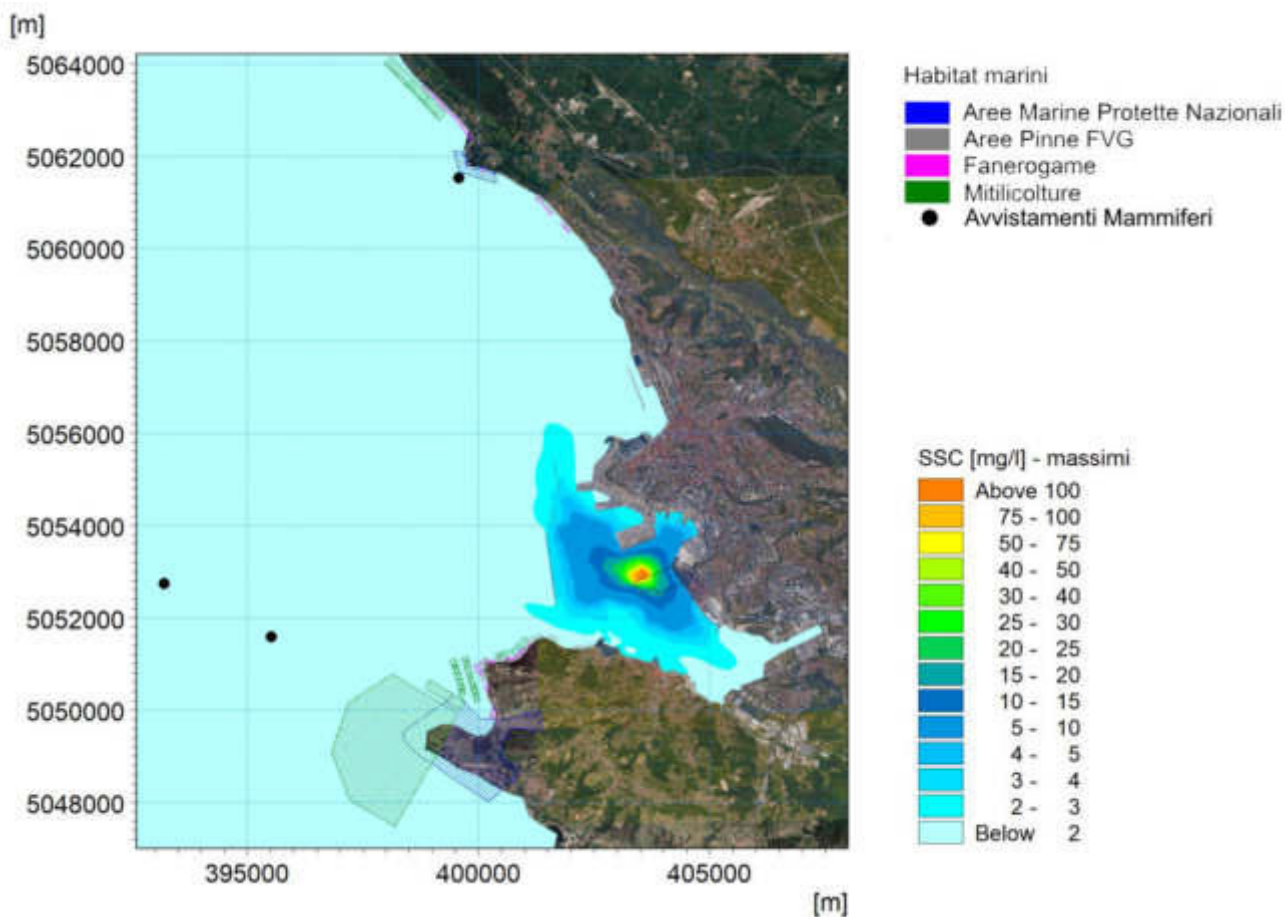 [m]
5064000
5062000
5060000
5058000
5056000
5054000
5052000
5050000
5048000
395000
400000
405000
[m]
Habitat marini
Aree Marine Protette Nazionali
Aree Pinne FVG
Fanerogame
Mitilicolture
Avvistamenti Mammiferi
SSC [mg/l] - massimi
Above 100
75 - 100
50 - 75
40 - 50
30 - 40
25 - 30
20 - 25
15 - 20
10 - 15
5 - 10
4 - 5
3 - 4
2 - 3
Below 2